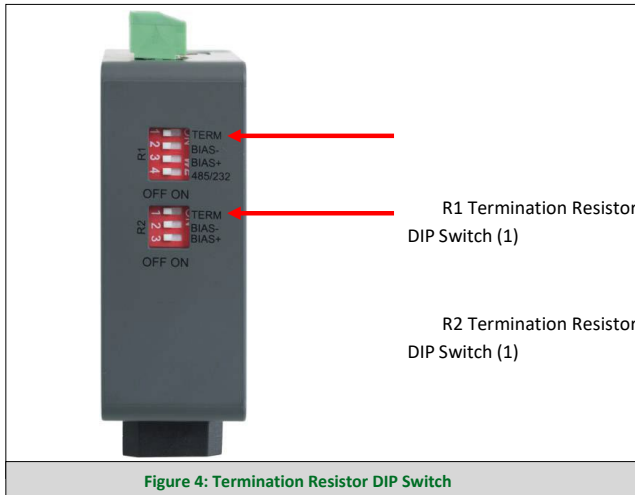 1 TERM
2 BIAS-
R1
3 BIAS+
4 485/232
OFF ON
1 TERM
R2
2 BIAS-
3 BIAS+
OFF ON
R1 Termination Resistor
DIP Switch (1)
R2 Termination Resistor
DIP Switch (1)
Figure 4: Termination Resistor DIP Switch